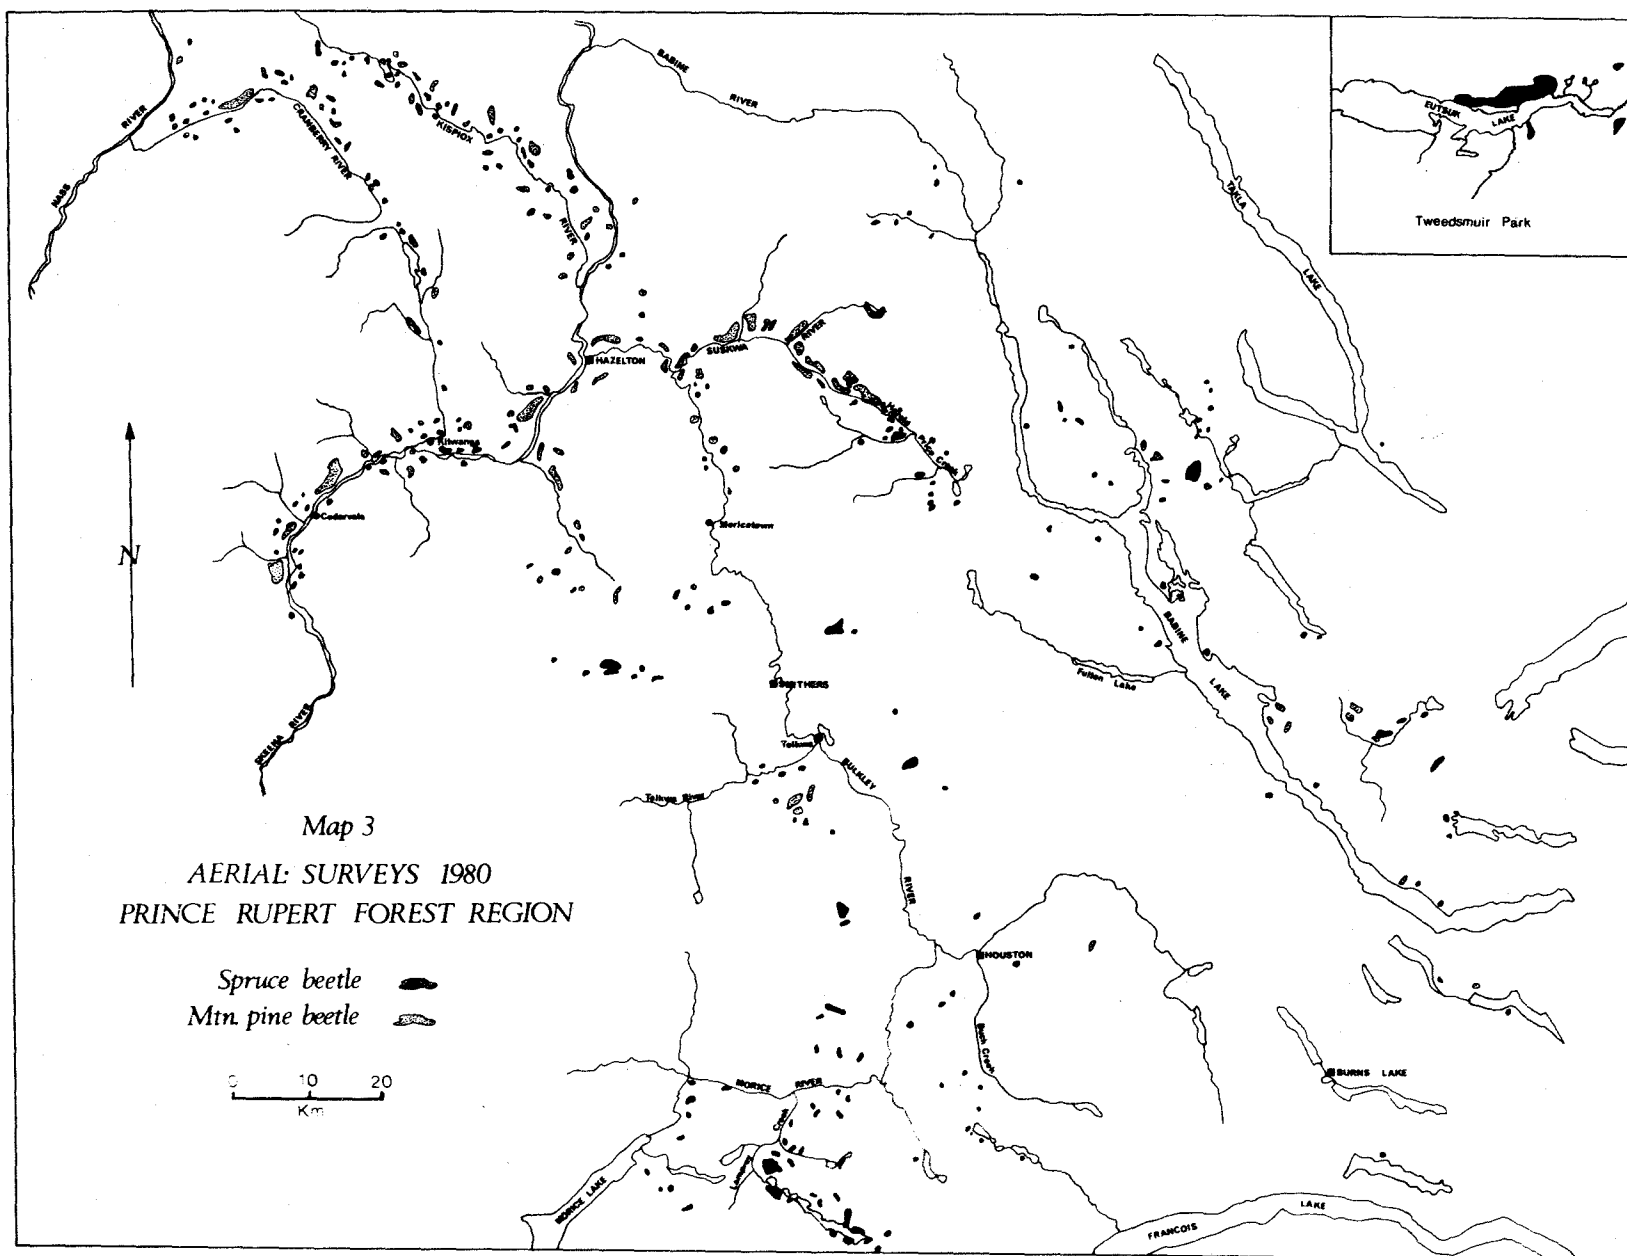 BABINE
RIVER
NASS
RIVER
CRANBERRY RIVER
KISPIOX
RIVER
TAKLA
LAKE
EUTSUK
LAKE
Tweedsmuir Park
HAZELTON
SUSKWA
RIVER
Harold
Price Creek
Kitwanga
Cedarvale
Moricetown
N
BABINE
LAKE
Fulton Lake
SMITHERS
Telkwa
Telkwa River
BULKLEY
RIVER
SKEENA RIVER
Map 3
AERIAL: SURVEYS 1980
PRINCE RUPERT FOREST REGION
Spruce beetle
Mtn. pine beetle
0 10 20
Km
HOUSTON
Buck Creek
MORICE RIVER
MORICE LAKE
BURNS LAKE
FRANCOIS
LAKE